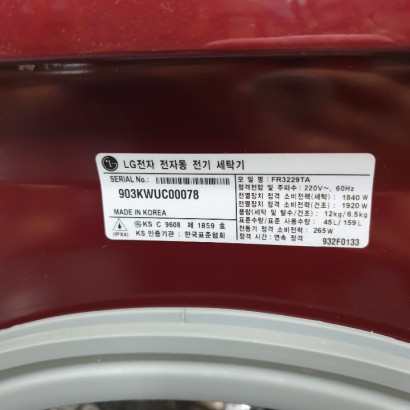 LG
LG전자 전자동 전기 세탁기
SERIAL No.:
903KWUC00078
MADE IN KOREA
(IPX4)
KS C 9608 제 1859 호
KS 인증기관 : 한국표준협회
모 델 명 : FR3229TA
정격전압 및 주파수 : 220V~, 60Hz
전열장치 정격 소비전력(세탁) : 1840 W
전열장치 정격 소비전력(건조) : 1920 W
용량(세탁 및 탈수/건조) : 12kg/6.5kg
표준수량/표준 사용수량 : 45L/ 159L
전동기 정격 소비전력 : 265W
정격 시간 : 연속 정격
932F0133